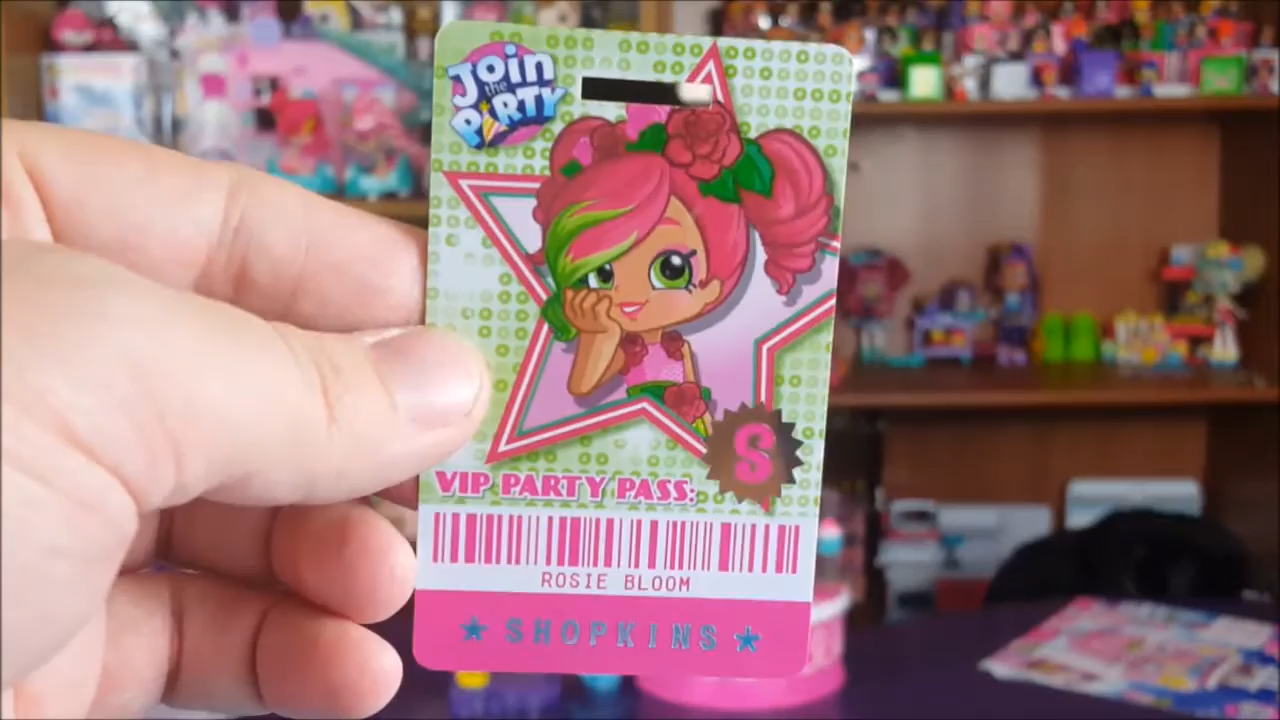 Join
the
PARTY
S
VIP PARTY PASS:
ROSIE BLOOM
★ SHOPKINS ★